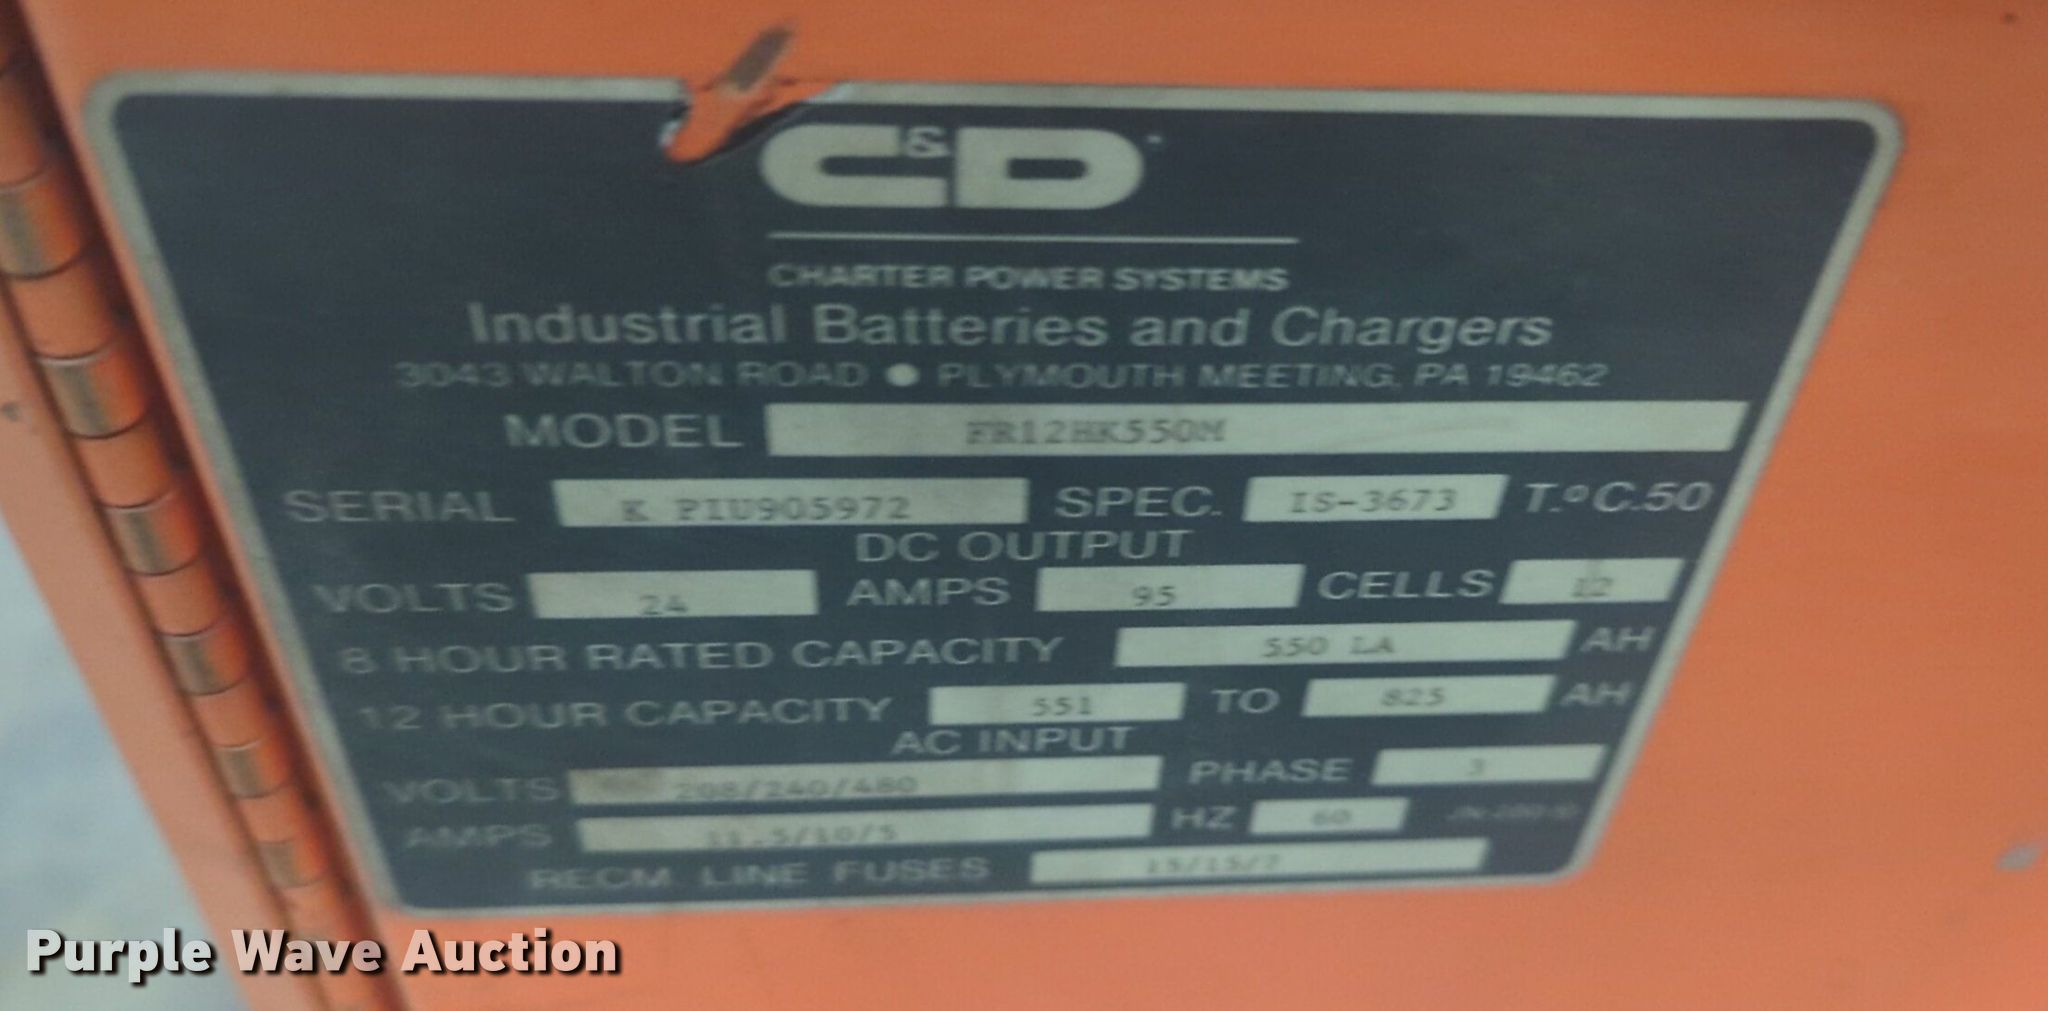 C&D
CHARTER POWER SYSTEMS
Industrial Batteries and Chargers
3043 WALTON ROAD • PLYMOUTH MEETING, PA 19462
MODEL FR12HK550M
SERIAL K PIU905972 SPEC. IS-3673 T.°C.50
DC OUTPUT
VOLTS 24 AMPS 95 CELLS 12
8 HOUR RATED CAPACITY 550 LA AH
12 HOUR CAPACITY 551 TO 825 AH
AC INPUT
VOLTS 208/240/480 PHASE 3
AMPS 11.5/10/5 HZ 60
RECM. LINE FUSES 15/15/7
Purple Wave Auction